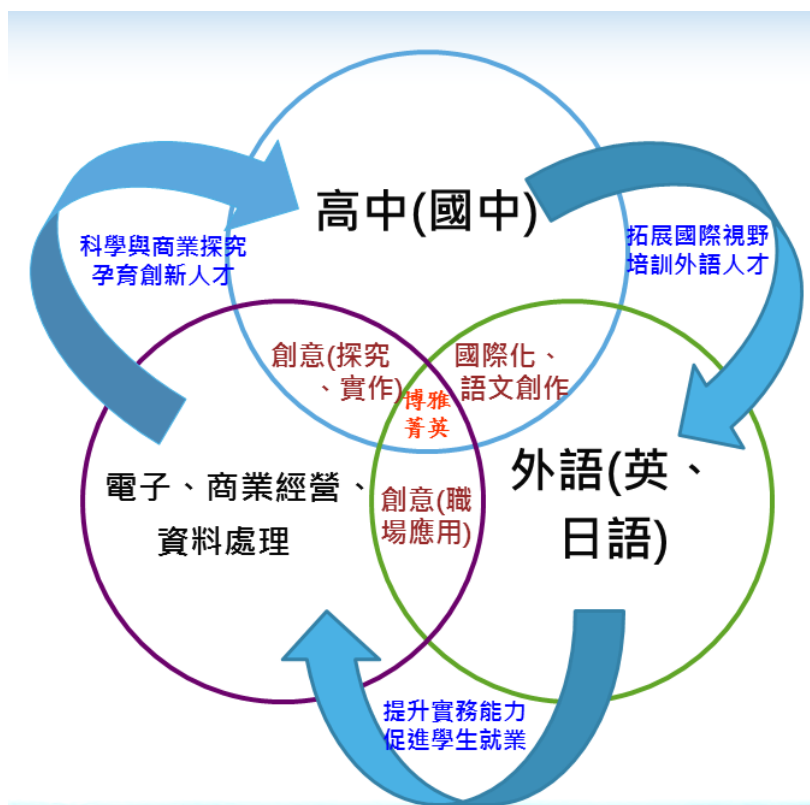 高中(國中)
科學與商業探究
孕育創新人才
拓展國際視野
培訓外語人才
創意(探究
、實作)
國際化、
語文創作
博雅
菁英
電子、商業經營、
資料處理
創意(職
場應用)
外語(英、
日語)
提升實務能力
促進學生就業